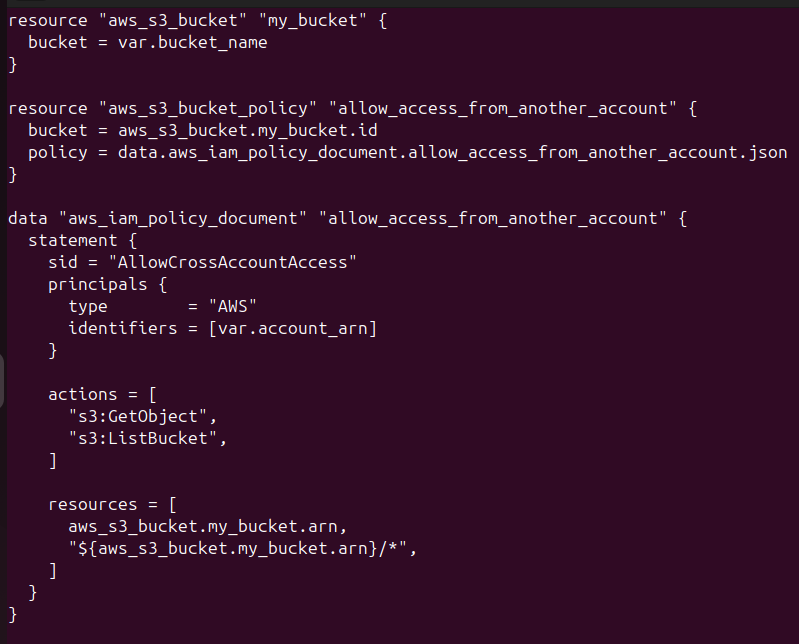 resource "aws_s3_bucket" "my_bucket" {
  bucket = var.bucket_name
}

resource "aws_s3_bucket_policy" "allow_access_from_another_account" {
  bucket = aws_s3_bucket.my_bucket.id
  policy = data.aws_iam_policy_document.allow_access_from_another_account.json
}

data "aws_iam_policy_document" "allow_access_from_another_account" {
  statement {
    sid = "AllowCrossAccountAccess"
    principals {
      type        = "AWS"
      identifiers = [var.account_arn]
    }

    actions = [
      "s3:GetObject",
      "s3:ListBucket",
    ]

    resources = [
      aws_s3_bucket.my_bucket.arn,
      "${aws_s3_bucket.my_bucket.arn}/*",
    ]
  }
}